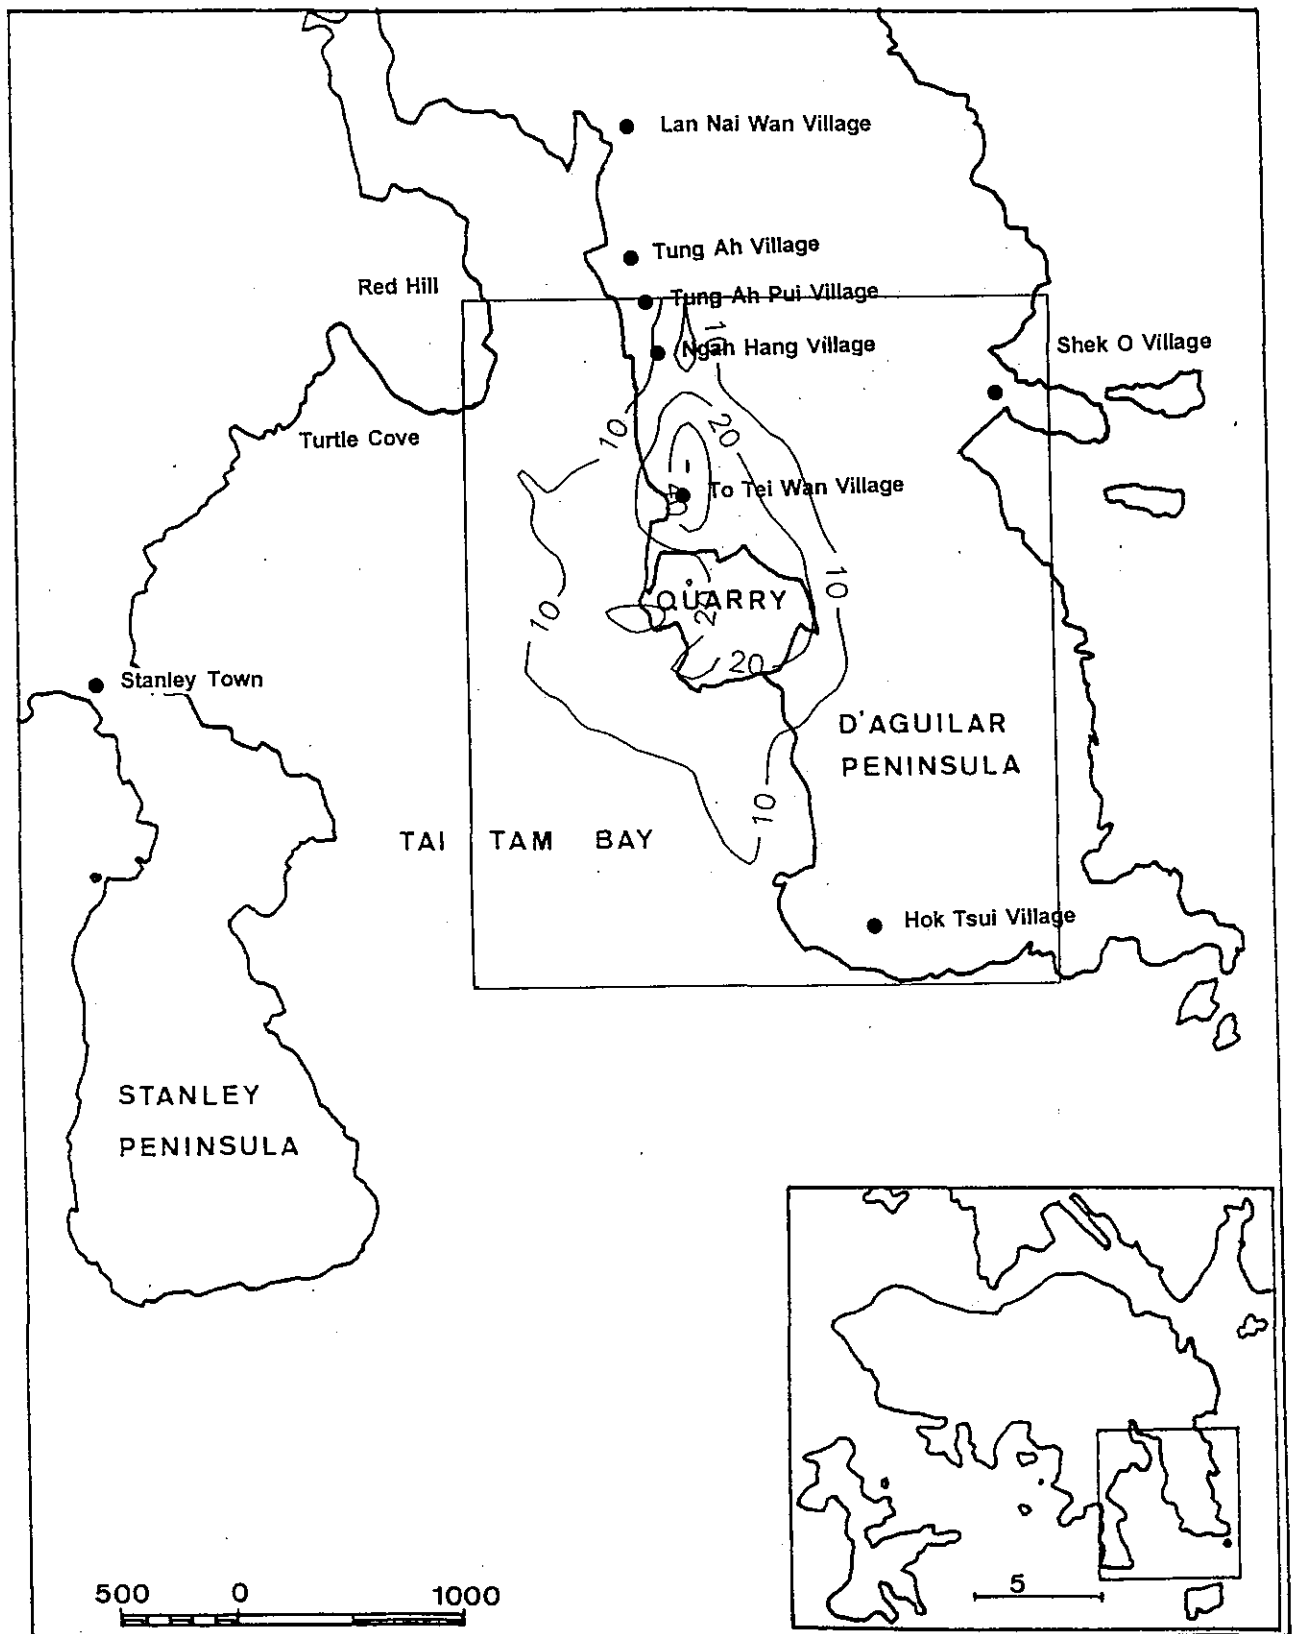 Lan Nai Wan Village
Tung Ah Village
Red Hill
Tung Ah Pui Village
10
Ngah Hang Village
Shek O Village
Turtle Cove
10
20
To Tei Wan Village
40
QUARRY
10
10
20
20
Stanley Town
D'AGUILAR
PENINSULA
10
TAI TAM BAY
Hok Tsui Village
STANLEY
PENINSULA
5
500 0 1000